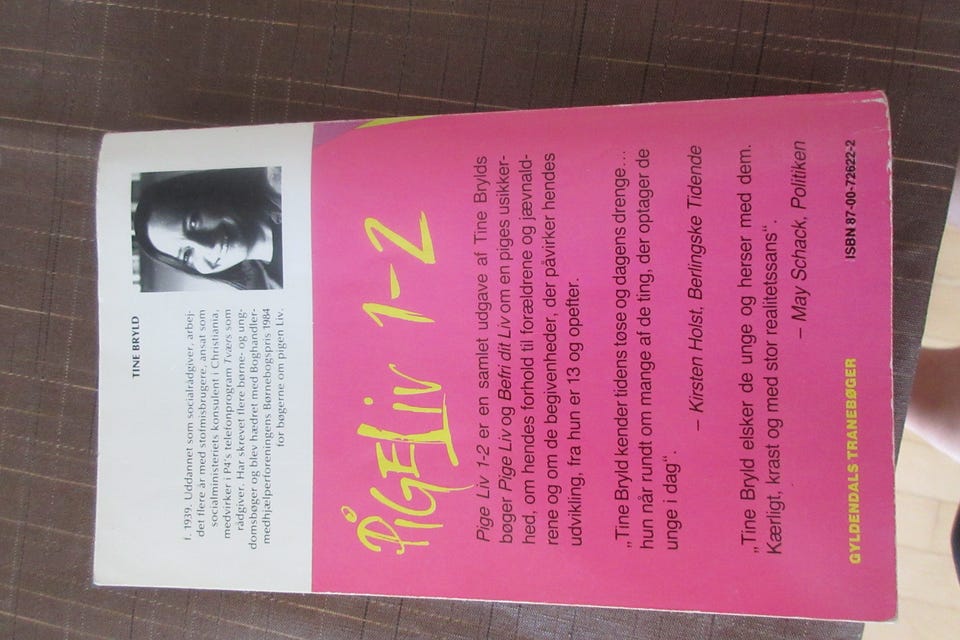 TINE BRYLD
f. 1939. Uddannet som socialrådgiver, arbej-
det flere år med stofmisbrugere, ansat som
socialministeriets konsulent i Christiania,
medvirker i P4's telefonprogram Tværs som
rådgiver. Har skrevet flere børne- og ung-
domsbøger og blev hædret med Boghandler-
medhjælperforeningens Børnebogspris 1984
for bøgerne om pigen Liv.
PIGE LIV 1-2
Pige Liv 1-2 er en samlet udgave af Tine Brylds
bøger Pige Liv og Befri dit Liv om en piges usikker-
hed, om hendes forhold til forældrene og jævnald-
rene og om de begivenheder, der påvirker hendes
udvikling, fra hun er 13 og opefter.
„Tine Bryld kender tidens tøse og dagens drenge...
hun når rundt om mange af de ting, der optager de
unge i dag“.
– Kirsten Holst, Berlingske Tidende
„Tine Bryld elsker de unge og herser med dem.
Kærligt, krast og med stor realitetssans“.
– May Schack, Politiken
GYLDENDALS TRANEBØGER
ISBN 87-00-72622-2